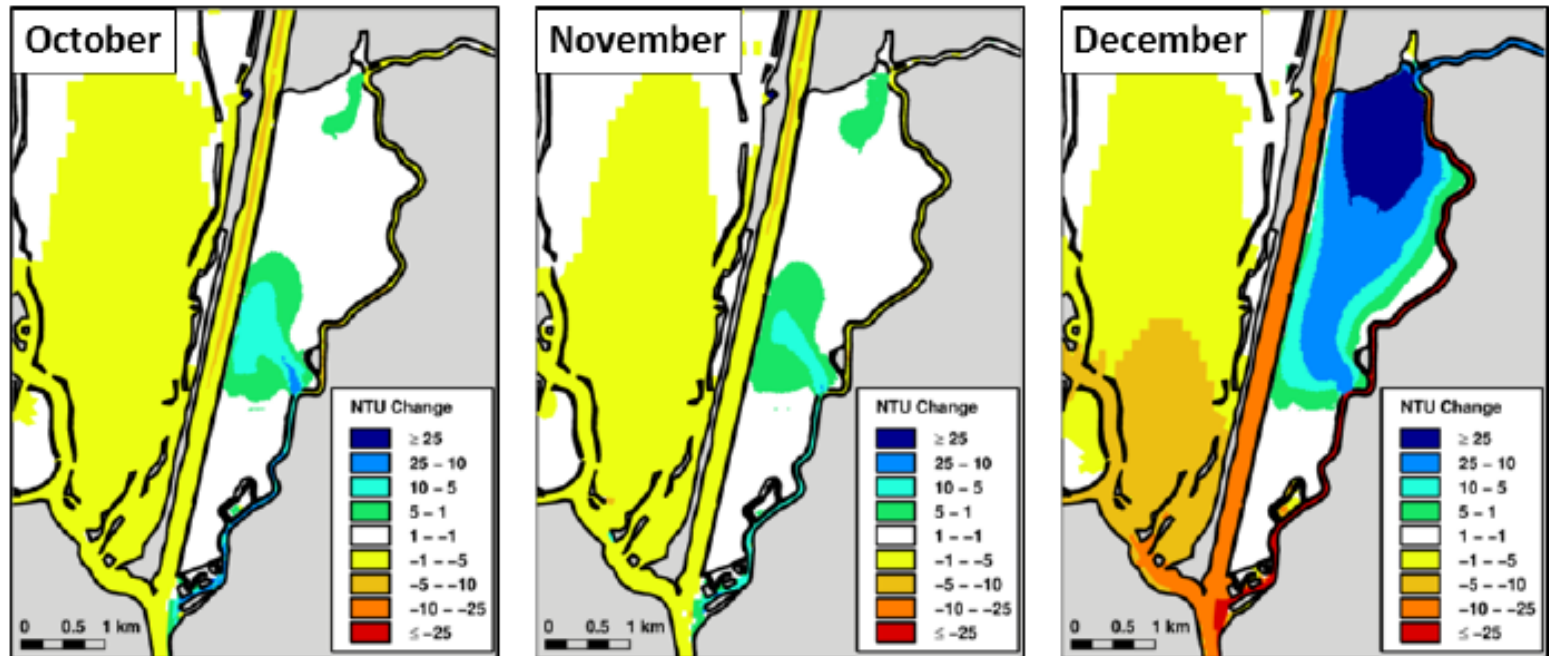 October
NTU Change
≥ 25
25 – 10
10 – 5
5 – 1
1 – –1
–1 – –5
–5 – –10
–10 – –25
≤ –25
0 0.5 1 km
November
NTU Change
≥ 25
25 – 10
10 – 5
5 – 1
1 – –1
–1 – –5
–5 – –10
–10 – –25
≤ –25
0 0.5 1 km
December
NTU Change
≥ 25
25 – 10
10 – 5
5 – 1
1 – –1
–1 – –5
–5 – –10
–10 – –25
≤ –25
0 0.5 1 km